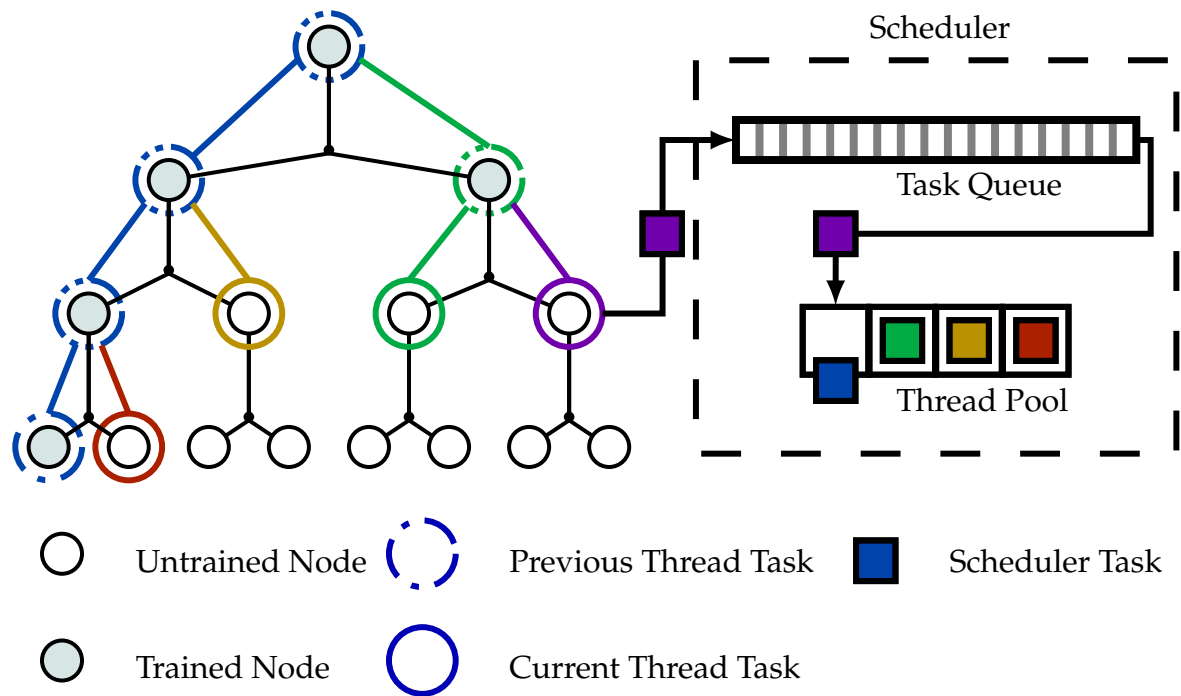 Scheduler
Task Queue
Thread Pool
Untrained Node
Previous Thread Task
Scheduler Task
Trained Node
Current Thread Task